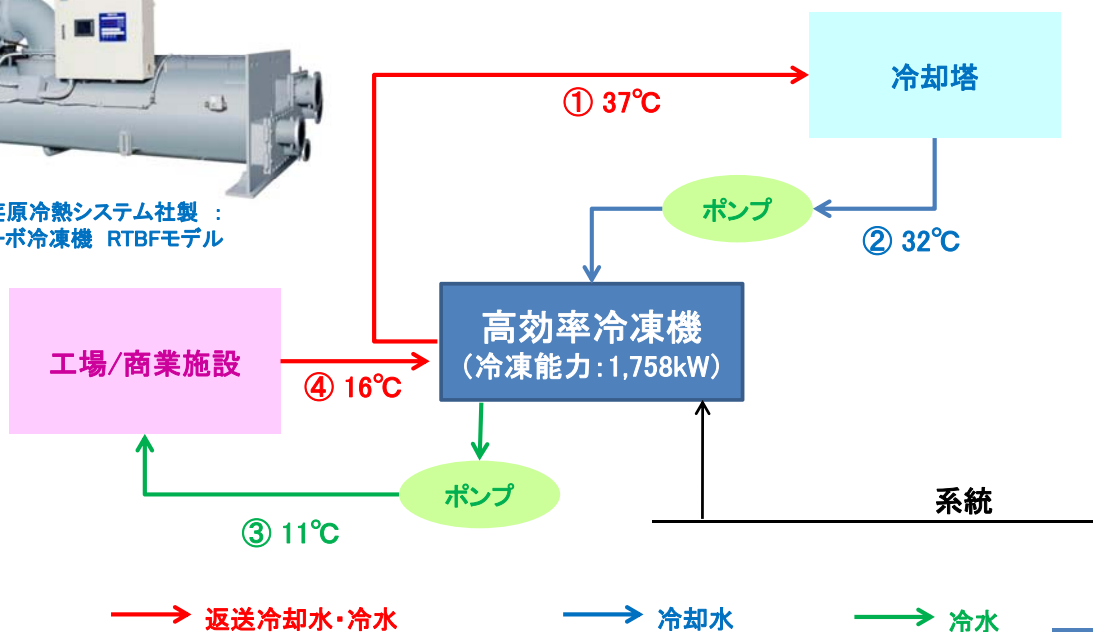 ① 37℃
冷却塔
原冷熱システム社製 :
ボ冷凍機 RTBFモデル
ポンプ
② 32℃
高効率冷凍機
(冷凍能力:1,758kW)
工場/商業施設
④ 16℃
ポンプ
③ 11℃
系統
返送冷却水・冷水
冷却水
冷水